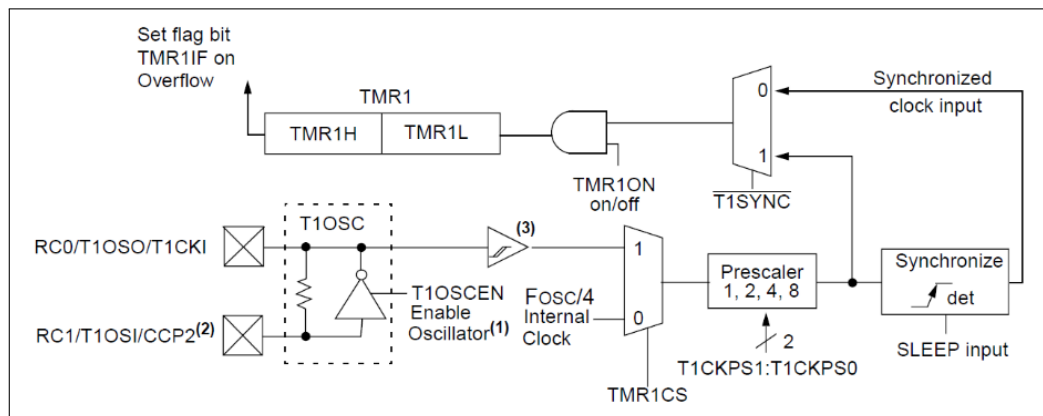 Set flag bit
TMR1IF on
Overflow
TMR1
TMR1H
TMR1L
TMR1ON
on/off
0
1
T1SYNC
Synchronized
clock input
RC0/T1OSO/T1CKI
T1OSC
(3)
RC1/T1OSI/CCP2(2)
T1OSCEN
Enable
Oscillator(1)
FOSC/4
Internal
Clock
1
0
TMR1CS
Prescaler
1, 2, 4, 8
2
T1CKPS1:T1CKPS0
Synchronize
det
SLEEP input